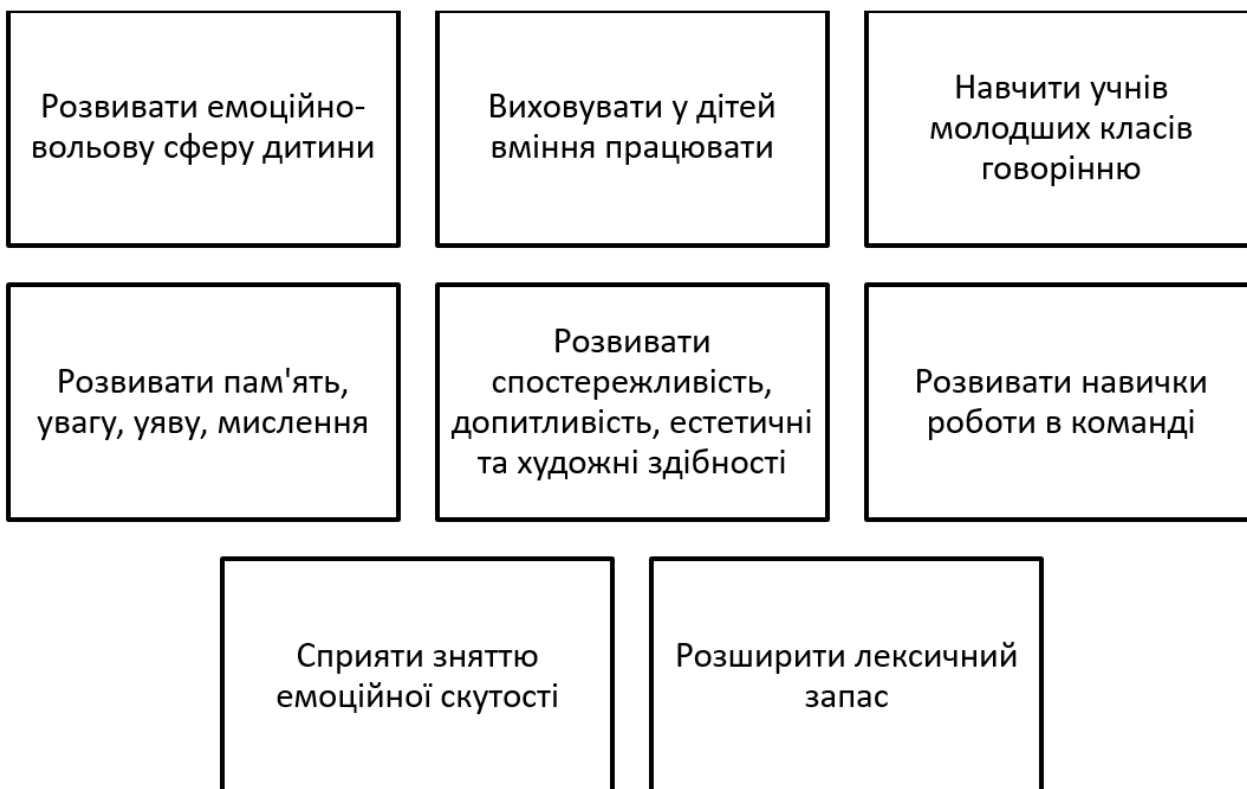 Розвивати емоційно-
вольову сферу дитини
Виховувати у дітей
вміння працювати
Навчити учнів
молодших класів
говорінню
Розвивати пам'ять,
увагу, уяву, мислення
Розвивати
спостережливість,
допитливість, естетичні
та художні здібності
Розвивати навички
роботи в команді
Сприяти зняттю
емоційної скутості
Розширити лексичний
запас